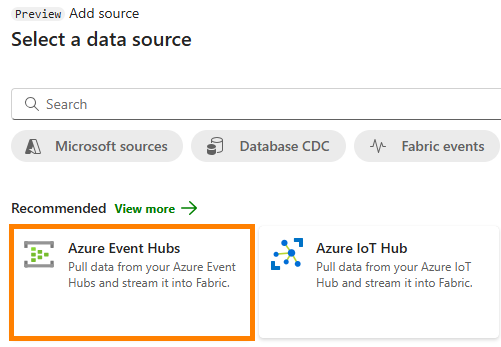 Preview Add source
Select a data source
Search
Microsoft sources Database CDC Fabric events
Recommended View more
Azure Event Hubs Azure IoT Hub
Pull data from your Azure Event Pull data from your Azure IoT
Hubs and stream it into Fabric. Hub and stream it into Fabric.